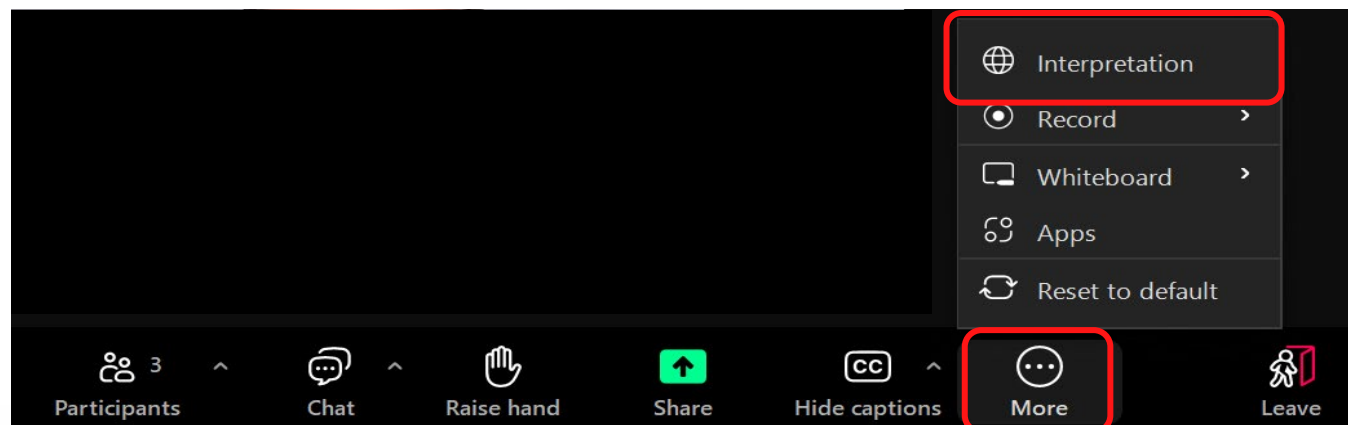 Interpretation
Record
Whiteboard
Apps
Reset to default
3
CC
Participants
Chat
Raise hand
Share
Hide captions
More
Leave